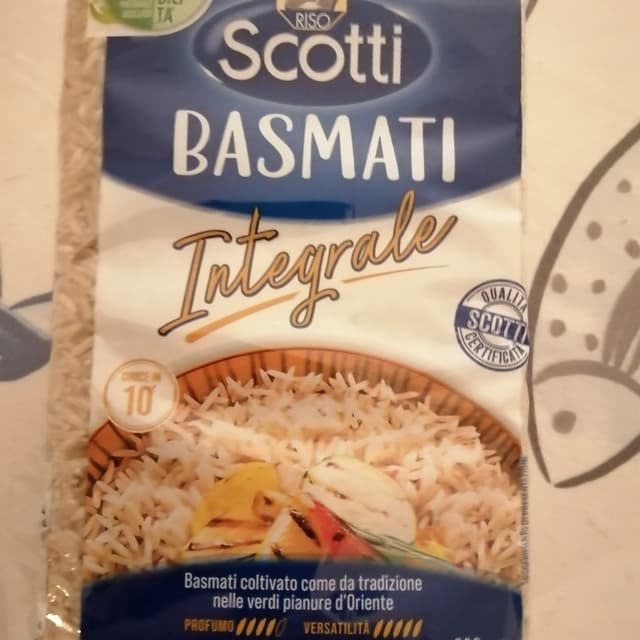 TÀ
RISO
Scotti
BASMATI
Integrale
QUALITÀ
SCOTTI
CERTIFICATA
10'
Basmati coltivato come da tradizione
nelle verdi pianure d'Oriente
PROFUMO VERSATILITÀ